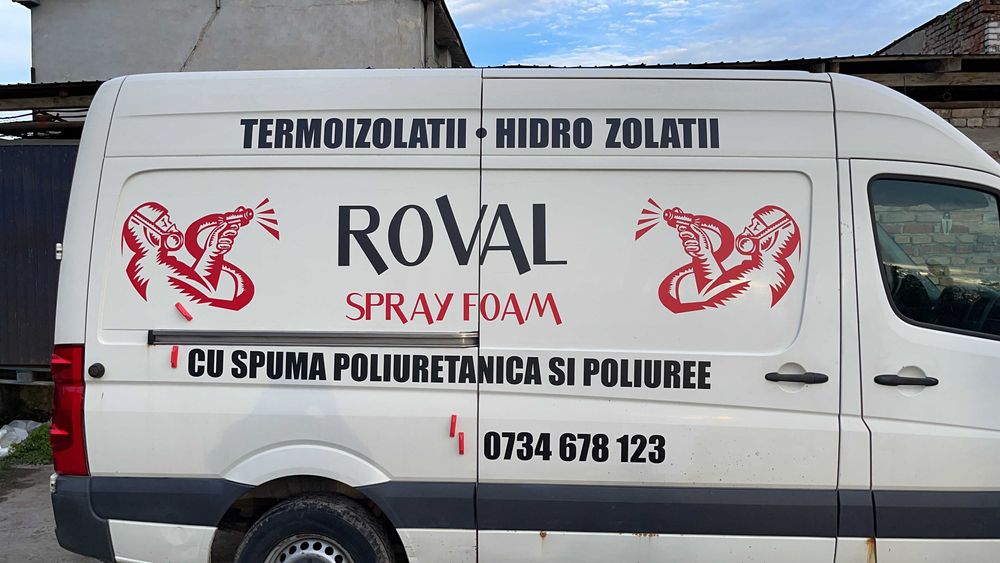 TERMOIZOLATII • HIDRO ZOLATII
ROVAL
SPRAY FOAM
CU SPUMA POLIURETANICA SI POLIUREE
0734 678 123